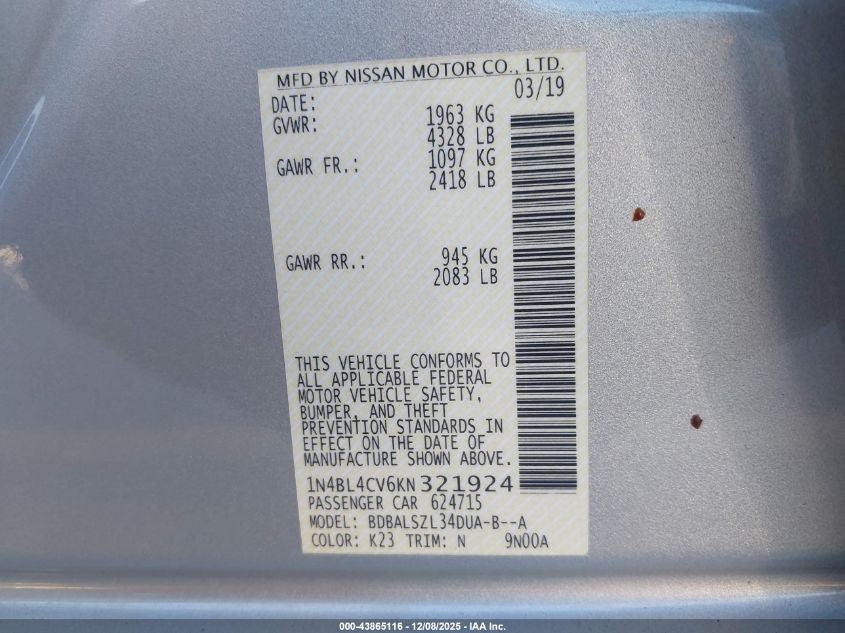 MFD BY NISSAN MOTOR CO., LTD.
DATE: 03/19
GVWR: 1963 KG
4328 LB
GAWR FR.: 1097 KG
2418 LB
GAWR RR.: 945 KG
2083 LB
THIS VEHICLE CONFORMS TO
ALL APPLICABLE FEDERAL
MOTOR VEHICLE SAFETY,
BUMPER, AND THEFT
PREVENTION STANDARDS IN
EFFECT ON THE DATE OF
MANUFACTURE SHOWN ABOVE.
1N4BL4CV6KN321924
PASSENGER CAR 624715
MODEL: BDBALSZL34DUA-B--A
COLOR: K23 TRIM: N 9N00A
000-43865116 - 12/08/2025 - IAA Inc.